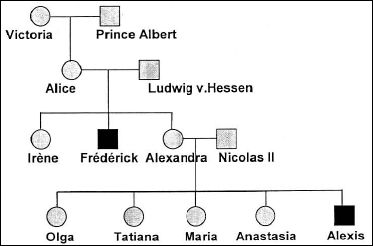 Victoria Prince Albert
Alice Ludwig v.Hessen
Irène Frédérick Alexandra Nicolas II
Olga Tatiana Maria Anastasia Alexis